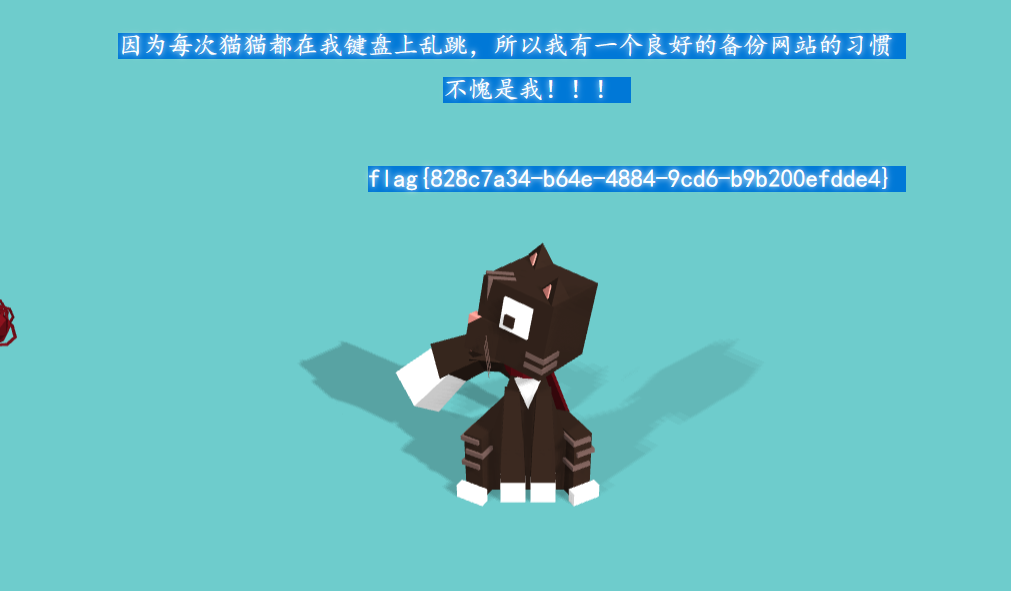 因为每次猫猫都在我键盘上乱跳，所以我有一个良好的备份网站的习惯
不愧是我！！！
flag{828c7a34-b64e-4884-9cd6-b9b200efdde4}